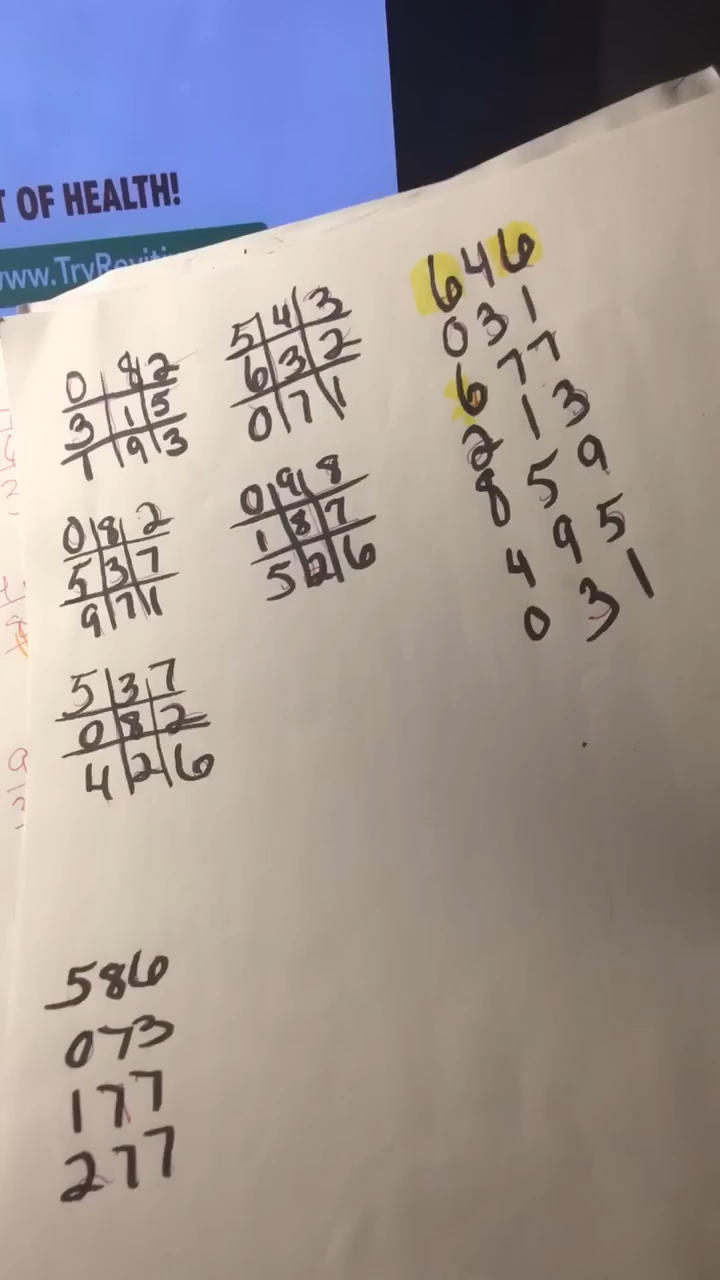 T OF HEALTH!
www.TryReviti
0 8 2
3 1 5
1 9 3
5 4 3
6 3 2
0 7 1
0 8 2
5 3 7
9 7 1
0 9 8
1 8 7
5 2 6
5 3 7
0 8 2
4 2 6
646
031
677
213
859
495
031
586
073
177
277